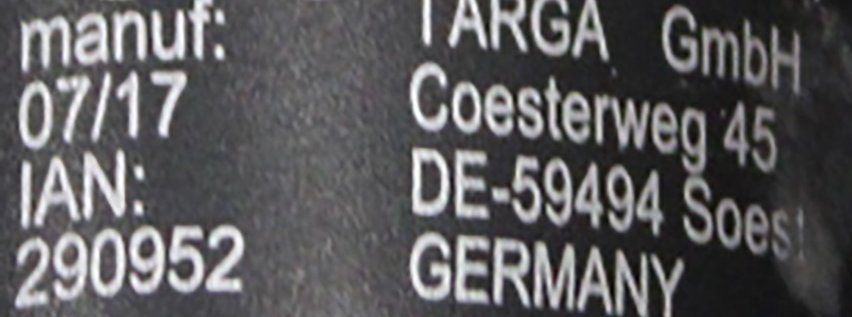 manuf:
07/17
IAN:
290952
TARGA GmbH
Coesterweg 45
DE-59494 Soest
GERMANY